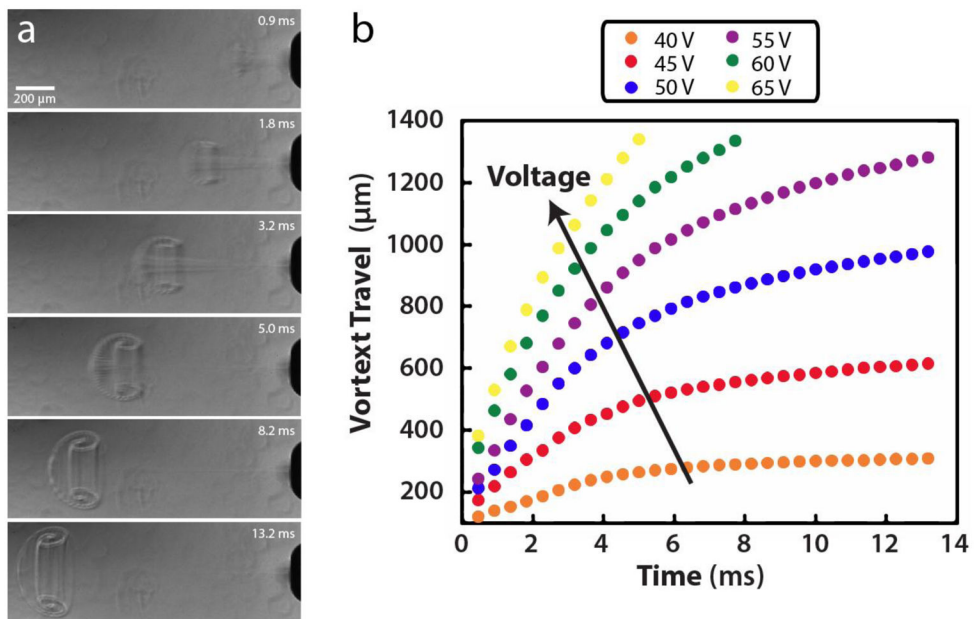 a
0.9 ms
200 µm
1.8 ms
3.2 ms
5.0 ms
8.2 ms
13.2 ms
b
40 V
55 V
45 V
60 V
50 V
65 V
1400
1200
1000
800
600
400
200
Vortext Travel (µm)
Voltage
0
2
4
6
8
10
12
14
Time (ms)